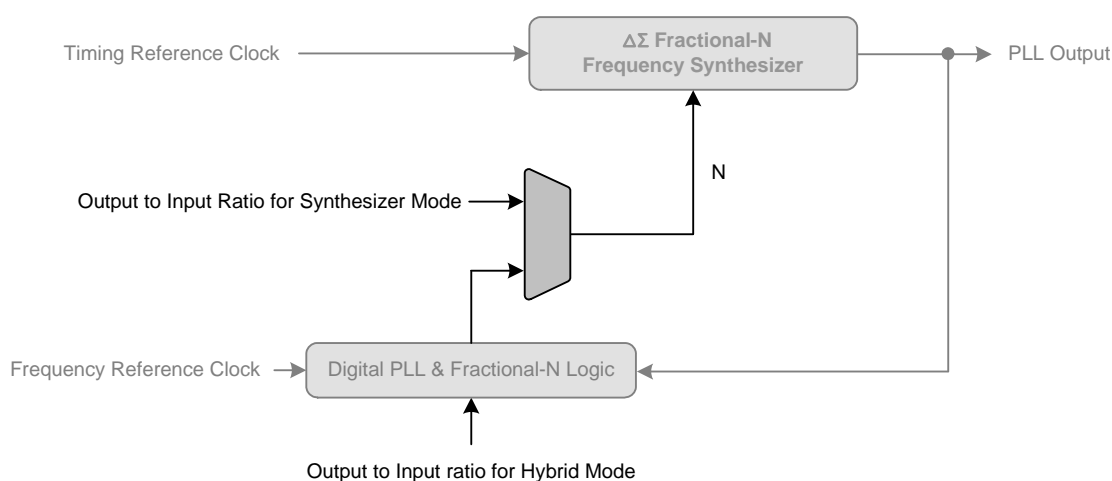 Timing Reference Clock
ΔΣ Fractional-N
Frequency Synthesizer
PLL Output
N
Output to Input Ratio for Synthesizer Mode
Frequency Reference Clock
Digital PLL & Fractional-N Logic
Output to Input ratio for Hybrid Mode